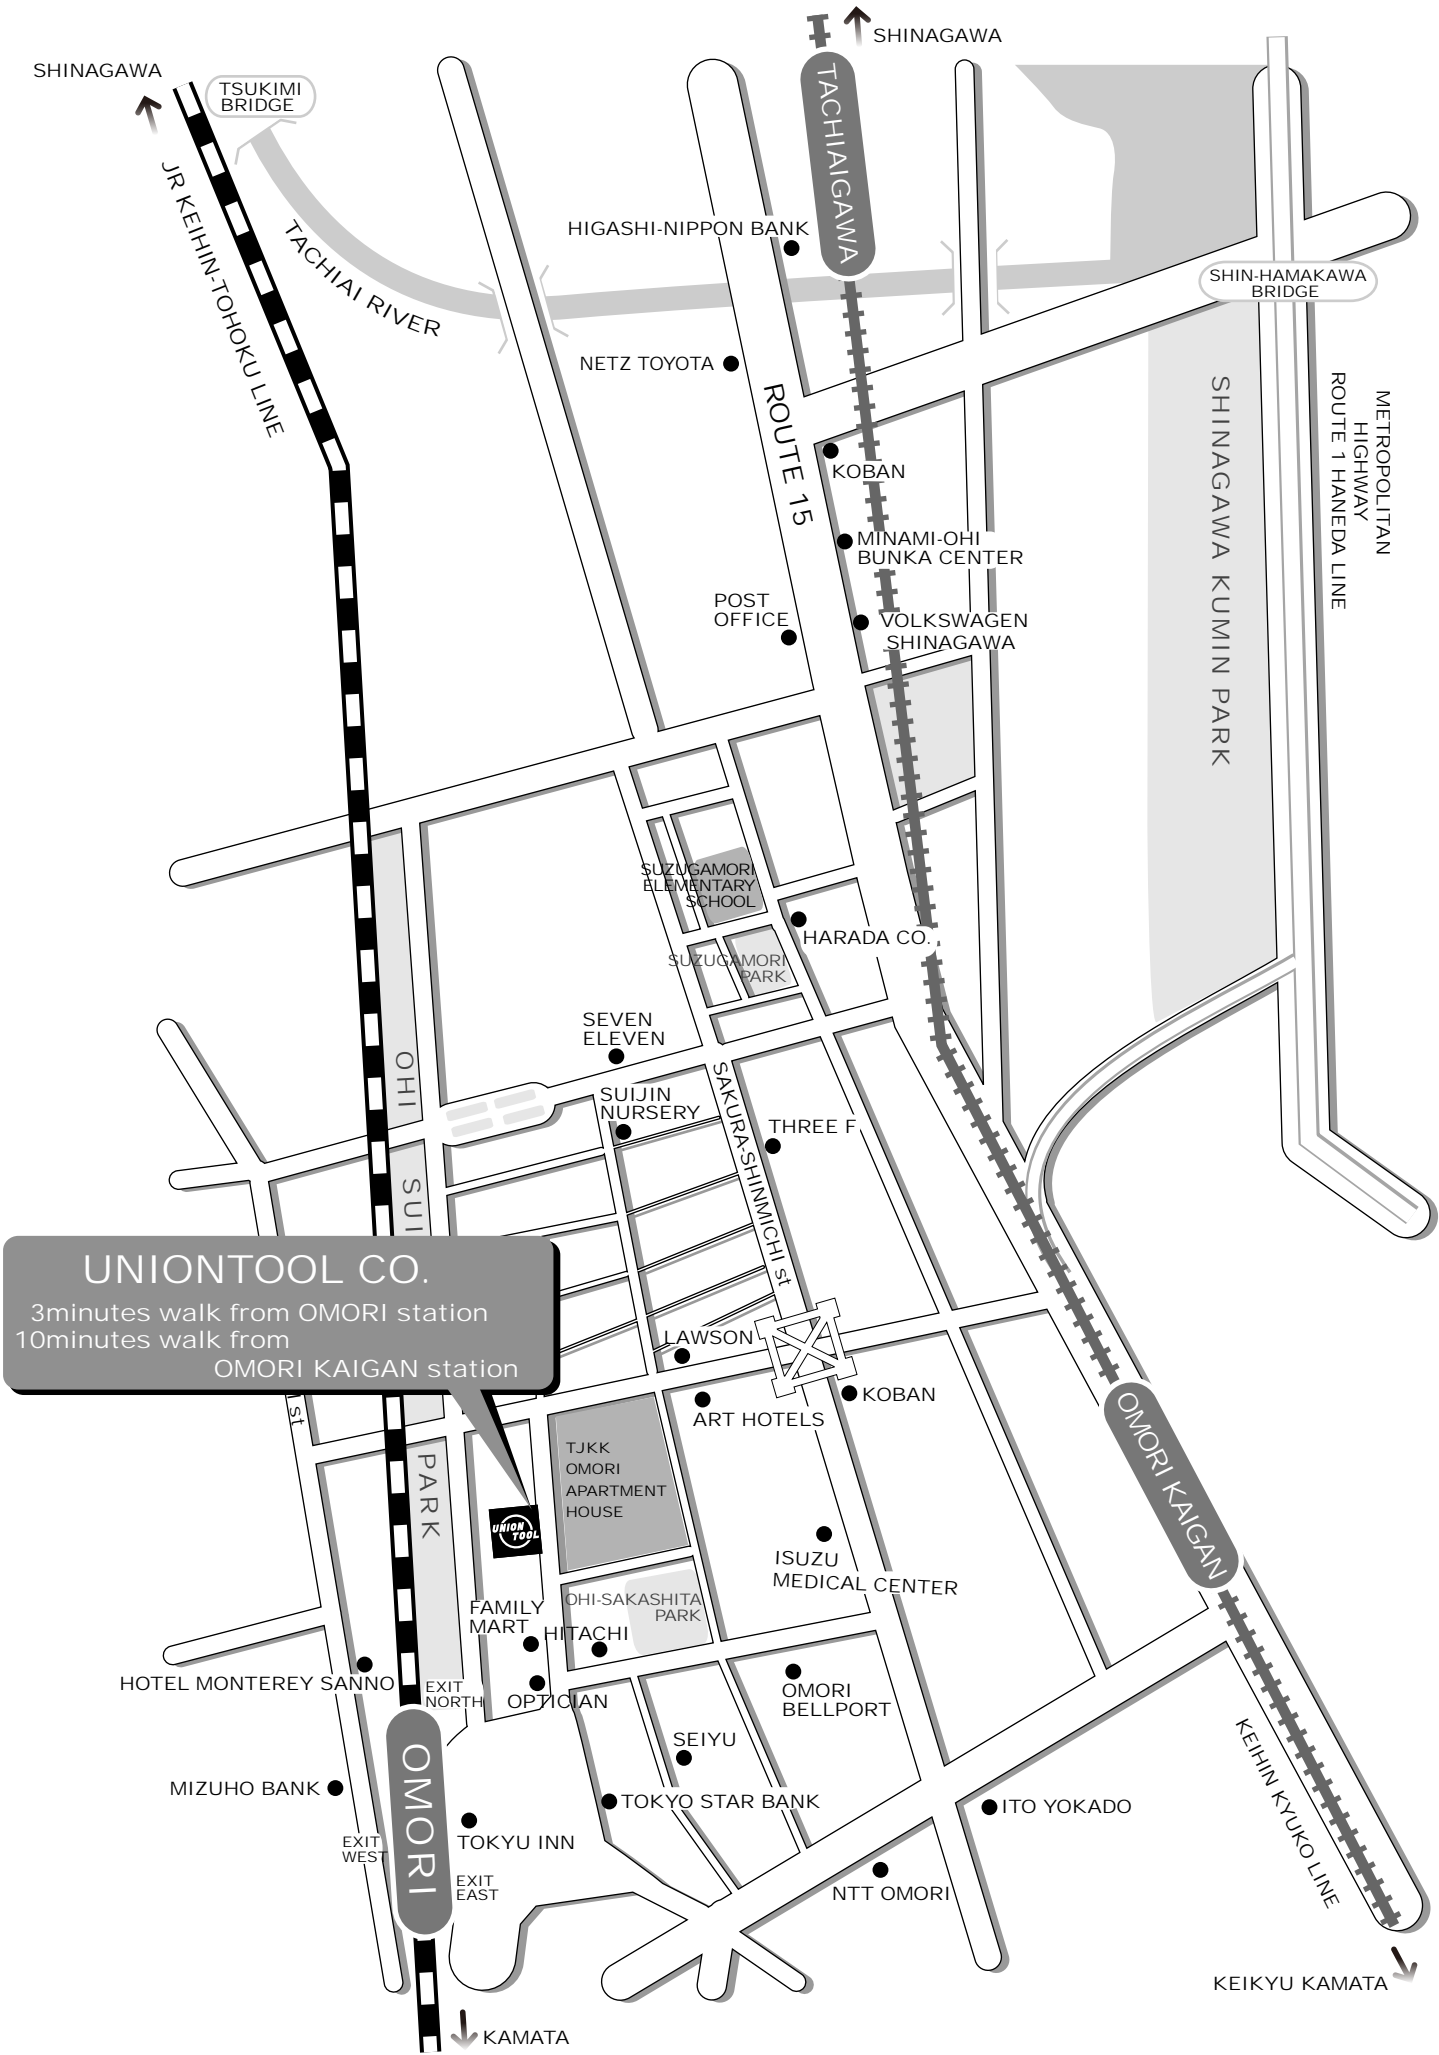 SHINAGAWA
SHINAGAWA
TSUKIMI
BRIDGE
TACHIAIGAWA
JR KEIHIN-TOHOKU LINE
TACHIAI RIVER
HIGASHI-NIPPON BANK
SHIN-HAMAKAWA
BRIDGE
NETZ TOYOTA
ROUTE 15
SHINAGAWA KUMIN PARK
METROPOLITAN
HIGHWAY
ROUTE 1 HANEDA LINE
KOBAN
MINAMI-OHI
BUNKA CENTER
POST
OFFICE
VOLKSWAGEN
SHINAGAWA
SUZUGAMORI
ELEMENTARY
SCHOOL
HARADA CO.
SUZUGAMORI
PARK
SEVEN
ELEVEN
OHI
SUIJIN
NURSERY
SAKURA-SHINMICHI st
THREE F
SUI
UNIONTOOL CO.
3minutes walk from OMORI station
10minutes walk from
OMORI KAIGAN station
LAWSON
KOBAN
ART HOTELS
st
OMORI KAIGAN
TJKK
OMORI
APARTMENT
HOUSE
PARK
UNION
TOOL
ISUZU
MEDICAL CENTER
OHI-SAKASHITA
PARK
FAMILY
MART
HITACHI
HOTEL MONTEREY SANNO
EXIT
NORTH
OPTICIAN
OMORI
BELLPORT
SEIYU
OMORI
MIZUHO BANK
TOKYO STAR BANK
ITO YOKADO
KEIHIN KYUKO LINE
EXIT
WEST
TOKYU INN
EXIT
EAST
NTT OMORI
KEIKYU KAMATA
KAMATA